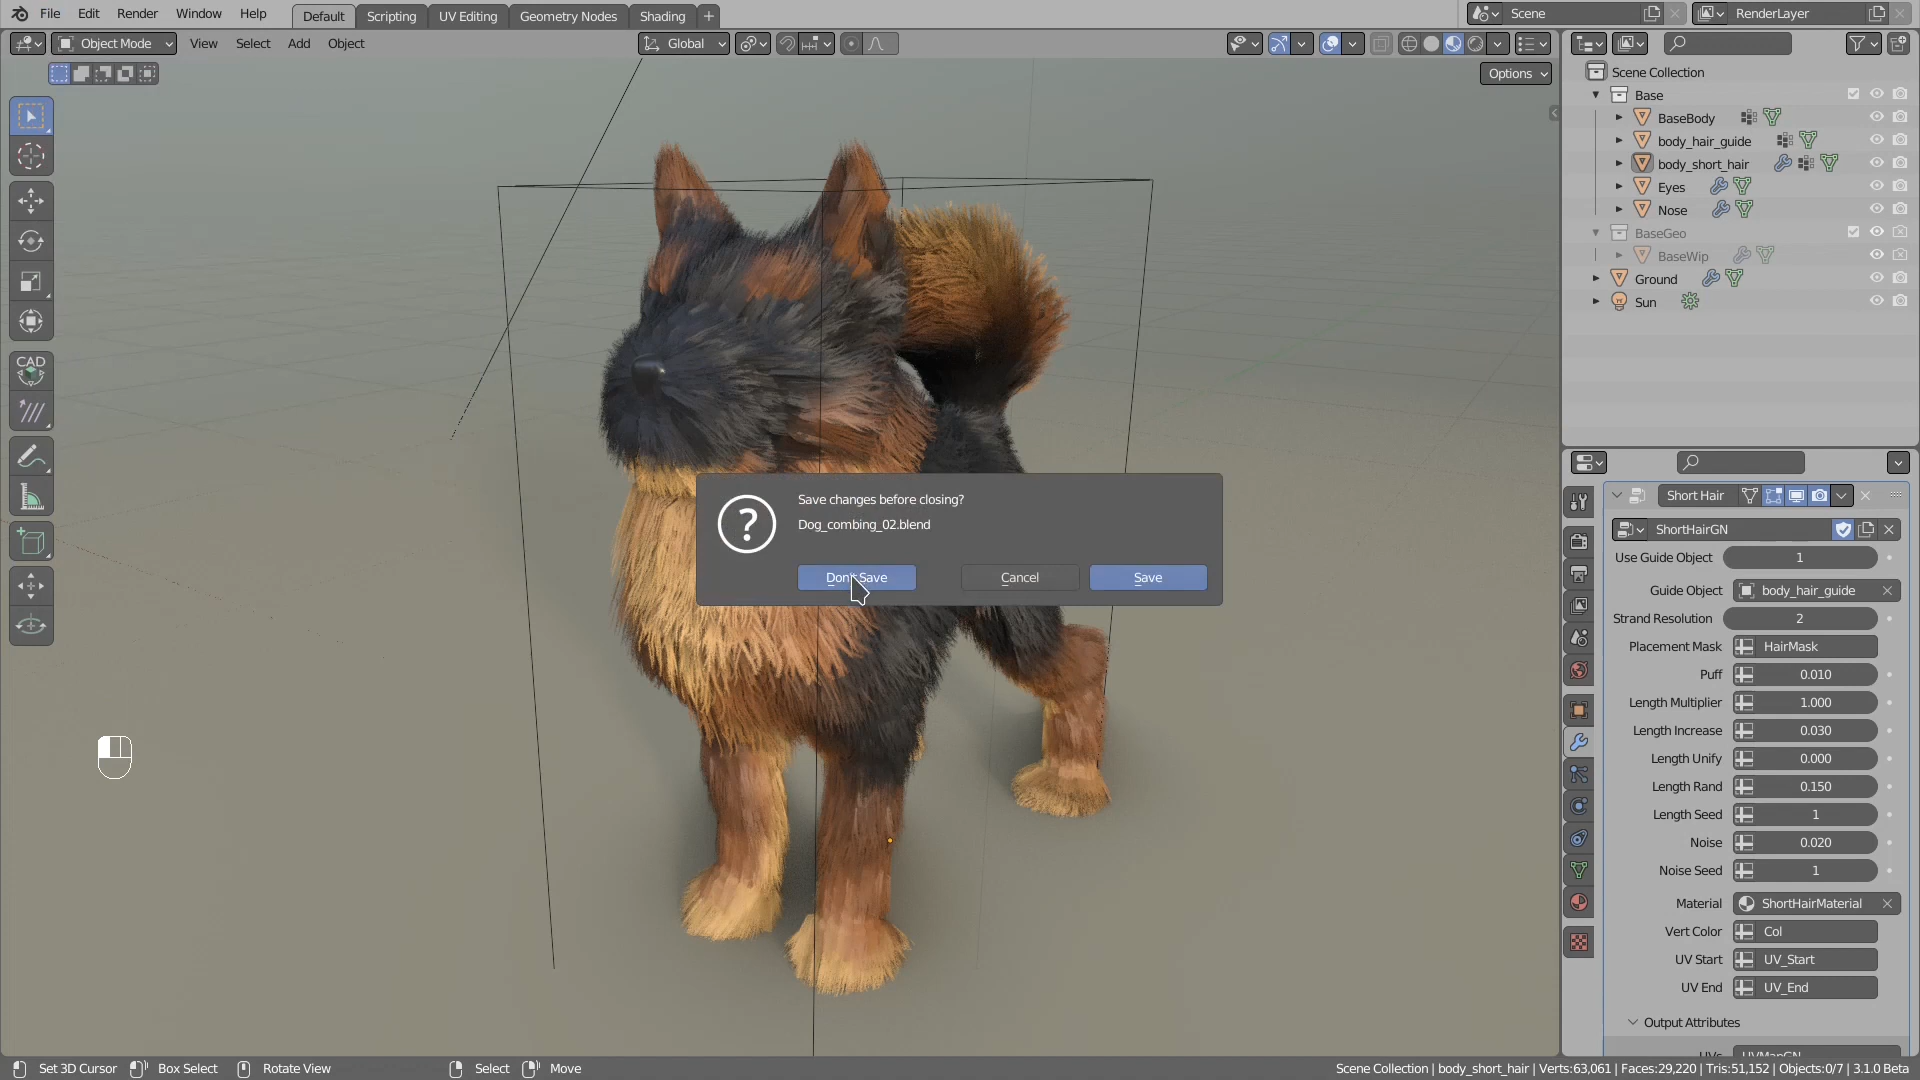 File Edit Render Window Help Default Scripting UV Editing Geometry Nodes Shading + Scene RenderLayer
Object Mode View Select Add Object Global
Options
Scene Collection
Base
BaseBody
body_hair_guide
body_short_hair
Eyes
Nose
BaseGeo
BaseWip
Ground
Sun
CAD
Save changes before closing?
Dog_combing_02.blend
Don't Save Cancel Save
Short Hair
ShortHairGN
Use Guide Object 1
Guide Object body_hair_guide
Strand Resolution 2
Placement Mask HairMask
Puff 0.010
Length Multiplier 1.000
Length Increase 0.030
Length Unify 0.000
Length Rand 0.150
Length Seed 1
Noise 0.020
Noise Seed 1
Material ShortHairMaterial
Vert Color Col
UV Start UV_Start
UV End UV_End
Output Attributes
UVs UVMapGN
Set 3D Cursor Box Select Rotate View Select Move Scene Collection | body_short_hair | Verts:63,061 | Faces:29,220 | Tris:51,152 | Objects:0/7 | 3.1.0 Beta